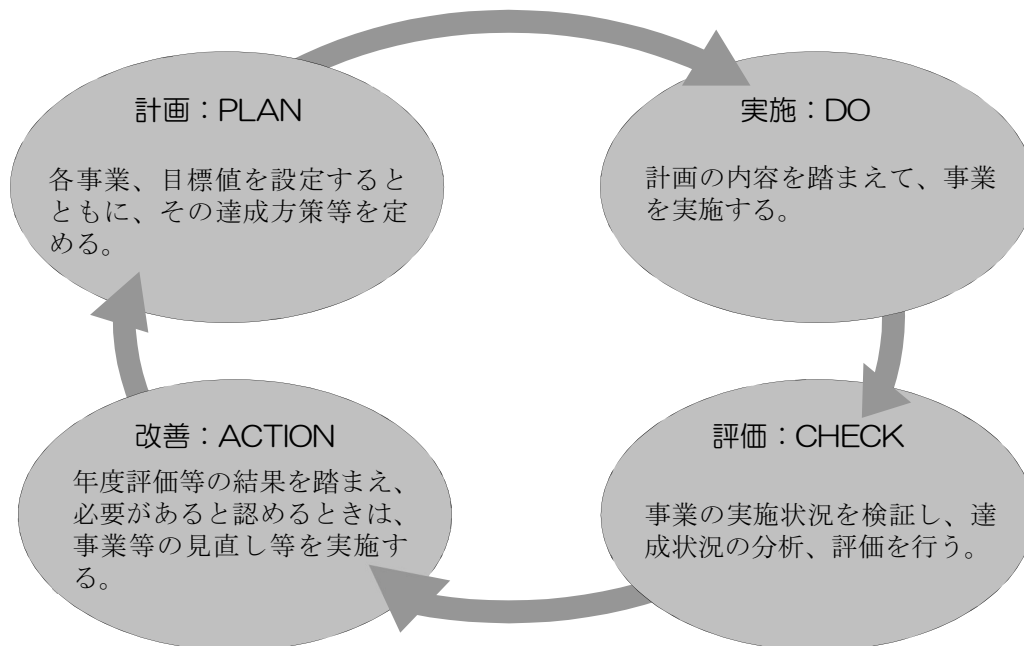 計画：PLAN
各事業、目標値を設定すると
ともに、その達成方策等を定
める。
実施：DO
計画の内容を踏まえて、事業
を実施する。
改善：ACTION
年度評価等の結果を踏まえ、
必要があると認めるときは、
事業等の見直し等を実施す
る。
評価：CHECK
事業の実施状況を検証し、達
成状況の分析、評価を行う。